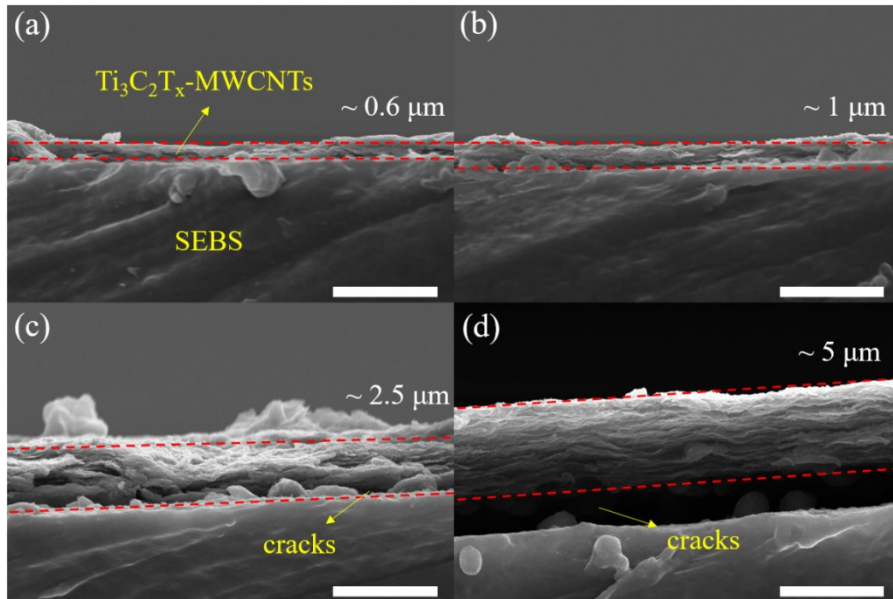 (a)
Ti₃C₂Tₓ-MWCNTs
~ 0.6 μm
SEBS
(b)
~ 1 μm
(c)
~ 2.5 μm
cracks
(d)
~ 5 μm
cracks